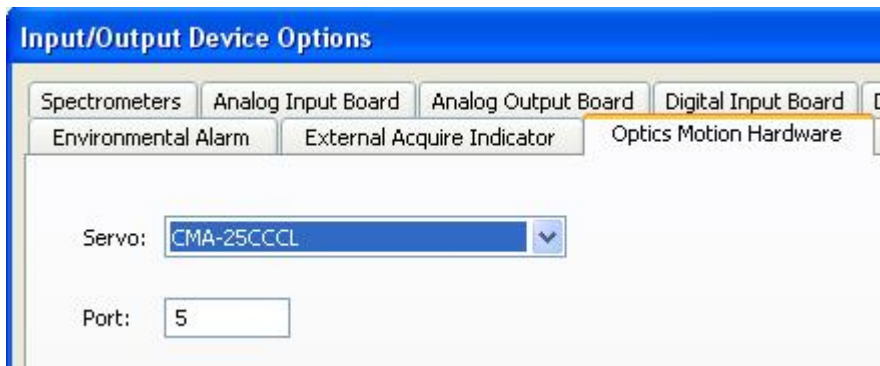 Input/Output Device Options
Spectrometers Analog Input Board Analog Output Board Digital Input Board
Environmental Alarm External Acquire Indicator Optics Motion Hardware
Servo: CMA-25CCCL
Port: 5